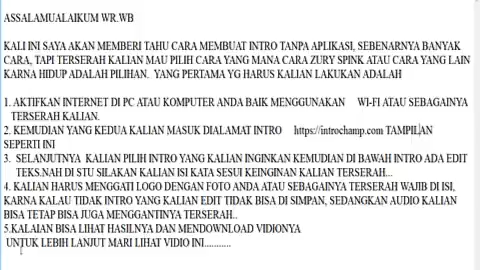 ASSALAMUALAIKUM WR.WB
KALI INI SAYA AKAN MEMBERI TAHU CARA MEMBUAT INTRO TANPA APLIKASI, SEBENARNYA BANYAK
CARA, TAPI TERSERAH KALIAN MAU PILIH CARA YANG MANA CARA ZURY SPINK ATAU CARA YANG LAIN
KARNA HIDUP ADALAH PILIHAN. YANG PERTAMA YG HARUS KALIAN LAKUKAN ADALAH
1. AKTIFKAN INTERNET DI PC ATAU KOMPUTER ANDA BAIK MENGGUNAKAN WI-FI ATAU SEBAGAINYA
TERSERAH KALIAN.
2. KEMUDIAN YANG KEDUA KALIAN MASUK DIALAMAT INTRO https://introchamp.com TAMPILAN
SEPERTI INI
3. SELANJUTNYA KALIAN PILIH INTRO YANG KALIAN INGINKAN KEMUDIAN DI BAWAH INTRO ADA EDIT
TEKS.NAH DI STU SILAKAN KALIAN ISI KATA SESUI KEINGINAN KALIAN TERSERAH...
4. KALIAN HARUS MENGGATI LOGO DENGAN FOTO ANDA ATAU SEBAGAINYA TERSERAH WAJIB DI ISI,
KARNA KALAU TIDAK INTRO YANG KALIAN EDIT TIDAK BISA DI SIMPAN, SEDANGKAN AUDIO KALIAN
BISA TETAP BISA JUGA MENGGANTINYA TERSERAH..
5.KALAIAN BISA LIHAT HASILNYA DAN MENDOWNLOAD VIDIONYA
UNTUK LEBIH LANJUT MARI LIHAT VIDIO INI...........